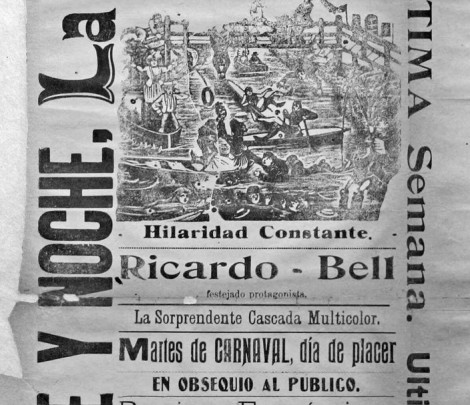 E Y NOCHE, La
Hilaridad Constante.
Ricardo - Bell
festejado protagonista.
La Sorprendente Cascada Multicolor.
Martes de CARNAVAL, día de placer
EN OBSEQUIO AL PUBLICO.
TIMA Semana. Ulti